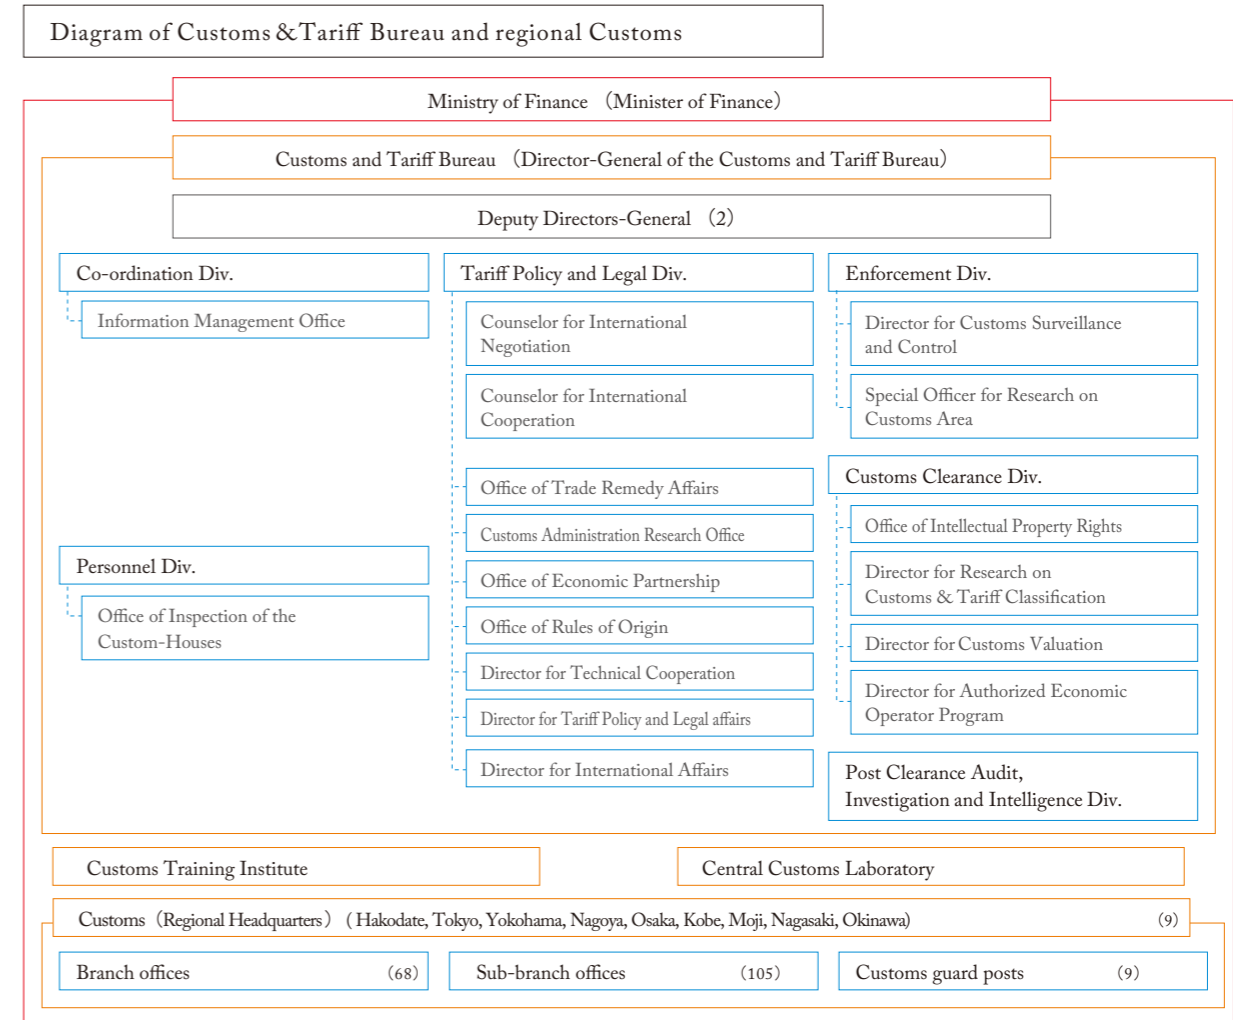 Diagram of Customs &Tariff Bureau and regional Customs
Ministry of Finance （Minister of Finance）
Customs and Tariff Bureau （Director-General of the Customs and Tariff Bureau）
Deputy Directors-General （2）
Co-ordination Div.
Information Management Office
Personnel Div.
Office of Inspection of the
Custom-Houses
Tariff Policy and Legal Div.
Counselor for International
Negotiation
Counselor for International
Cooperation
Office of Trade Remedy Affairs
Customs Administration Research Office
Office of Economic Partnership
Office of Rules of Origin
Director for Technical Cooperation
Director for Tariff Policy and Legal affairs
Director for International Affairs
Enforcement Div.
Director for Customs Surveillance
and Control
Special Officer for Research on
Customs Area
Customs Clearance Div.
Office of Intellectual Property Rights
Director for Research on
Customs & Tariff Classification
Director for Customs Valuation
Director for Authorized Economic
Operator Program
Post Clearance Audit,
Investigation and Intelligence Div.
Customs Training Institute
Central Customs Laboratory
Customs（Regional Headquarters）( Hakodate, Tokyo, Yokohama, Nagoya, Osaka, Kobe, Moji, Nagasaki, Okinawa) （9）
Branch offices （68）
Sub-branch offices （105）
Customs guard posts （9）